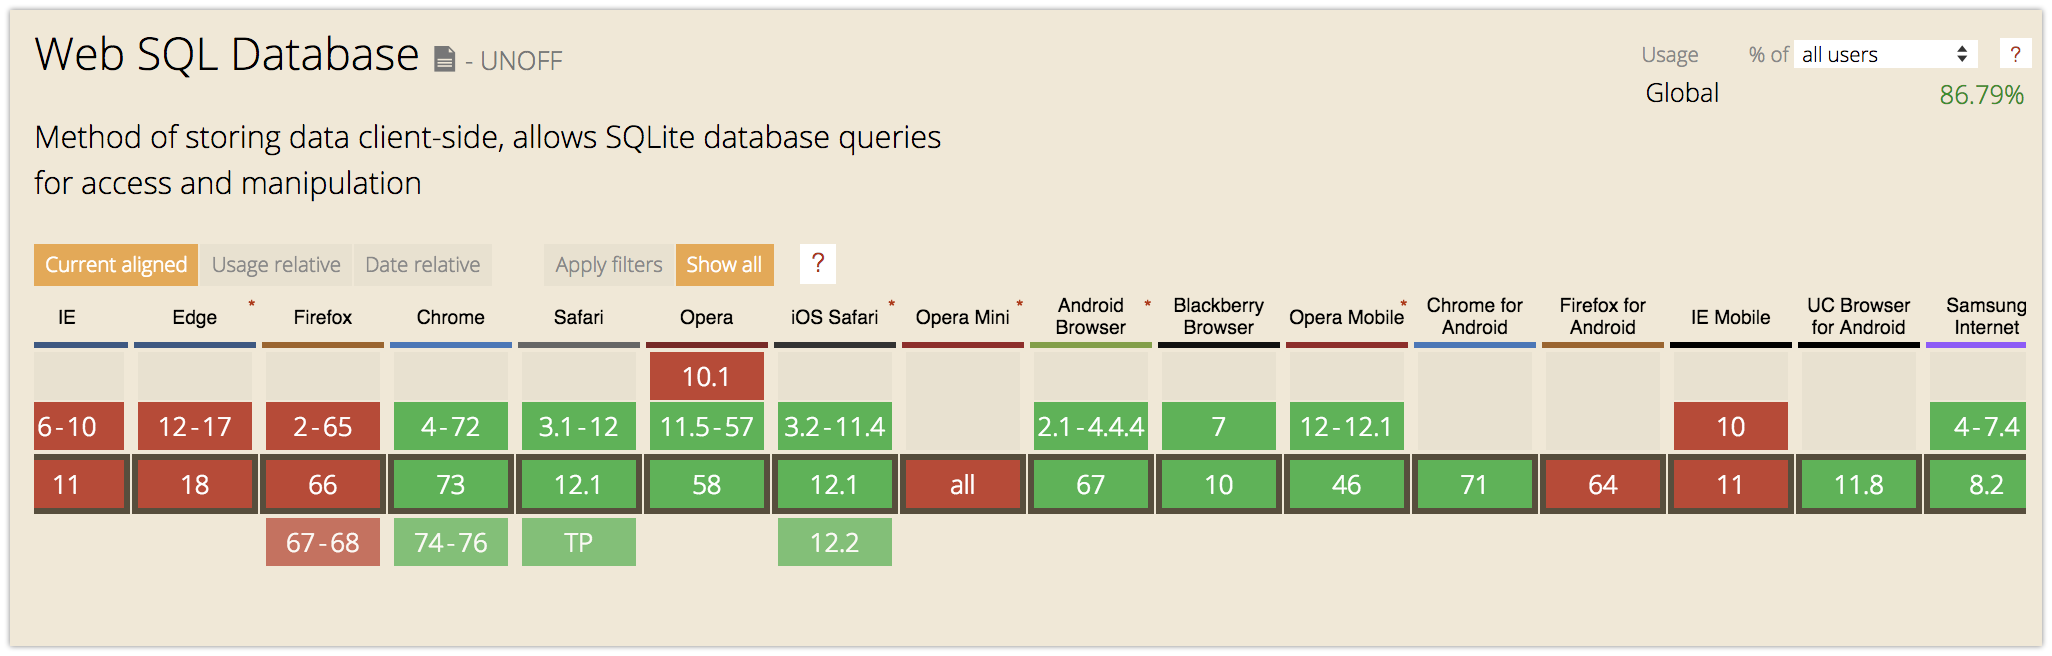 Web SQL Database - UNOFF
Usage % of all users ?
Global 86.79%
Method of storing data client-side, allows SQLite database queries
for access and manipulation
Current aligned Usage relative Date relative Apply filters Show all ?
IE Edge * Firefox Chrome Safari Opera iOS Safari * Opera Mini * Android Browser * Blackberry Browser Opera Mobile * Chrome for Android Firefox for Android IE Mobile UC Browser for Android Samsung Internet
10.1
6-10 12-17 2-65 4-72 3.1-12 11.5-57 3.2-11.4 2.1-4.4.4 7 12-12.1 10 4-7.4
11 18 66 73 12.1 58 12.1 all 67 10 46 71 64 11 11.8 8.2
67-68 74-76 TP 12.2